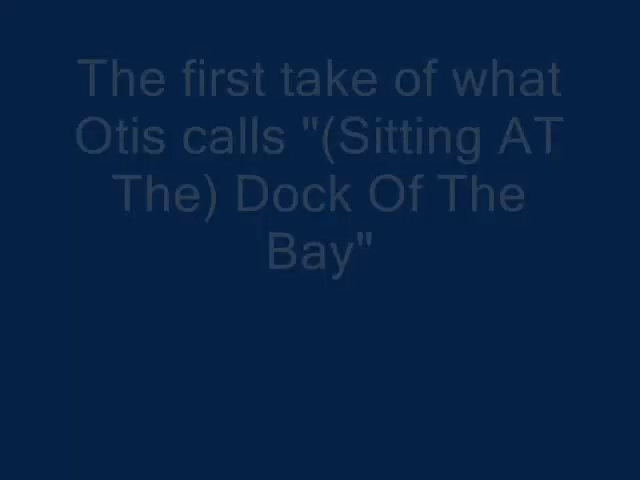 The first take of what
Otis calls "(Sitting AT
The) Dock Of The
Bay"